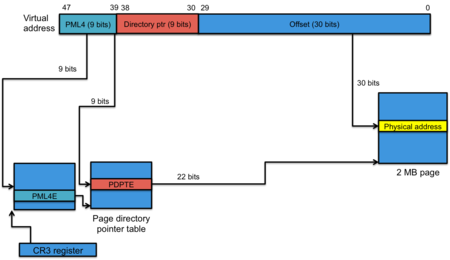 47 39 38 30 29 0
Virtual
address
PML4 (9 bits) Directory ptr (9 bits) Offset (30 bits)
9 bits
9 bits
30 bits
Physical address
2 MB page
PDPTE
22 bits
PML4E
Page directory
pointer table
CR3 register